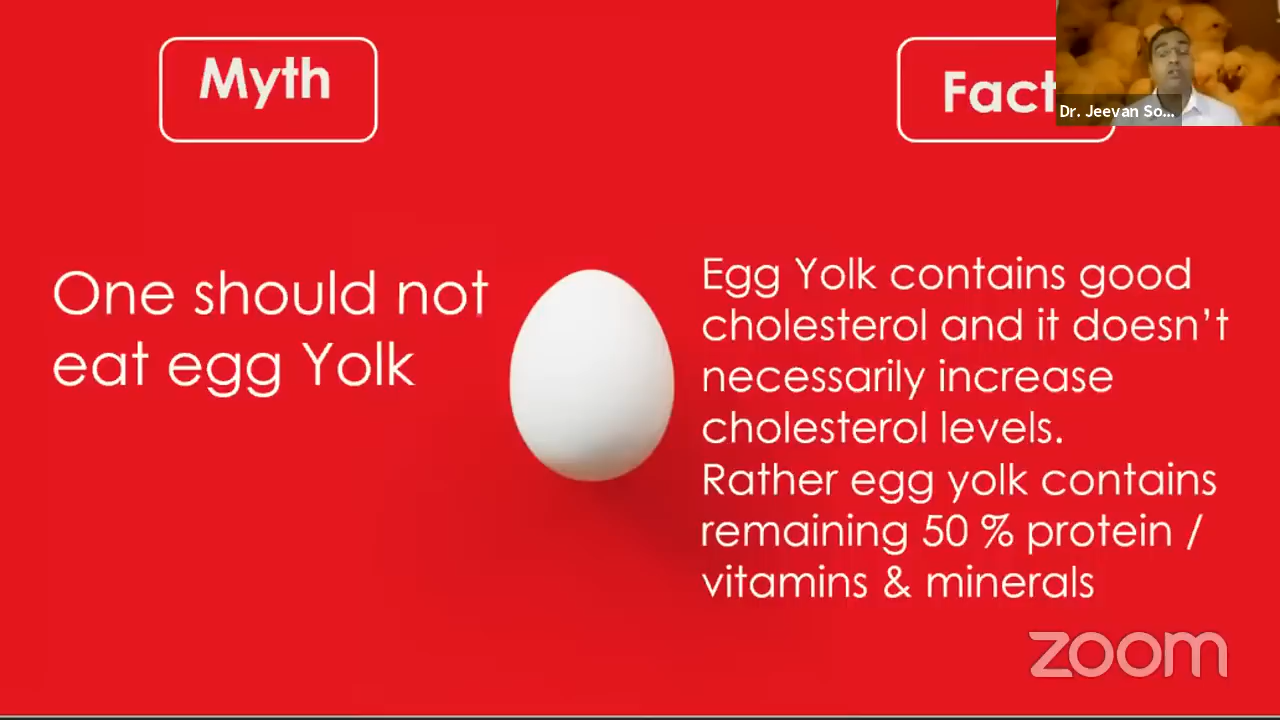 Myth
Fact
Dr. Jeevan So...
One should not
eat egg Yolk
Egg Yolk contains good
cholesterol and it doesn’t
necessarily increase
cholesterol levels.
Rather egg yolk contains
remaining 50 % protein /
vitamins & minerals
zoom